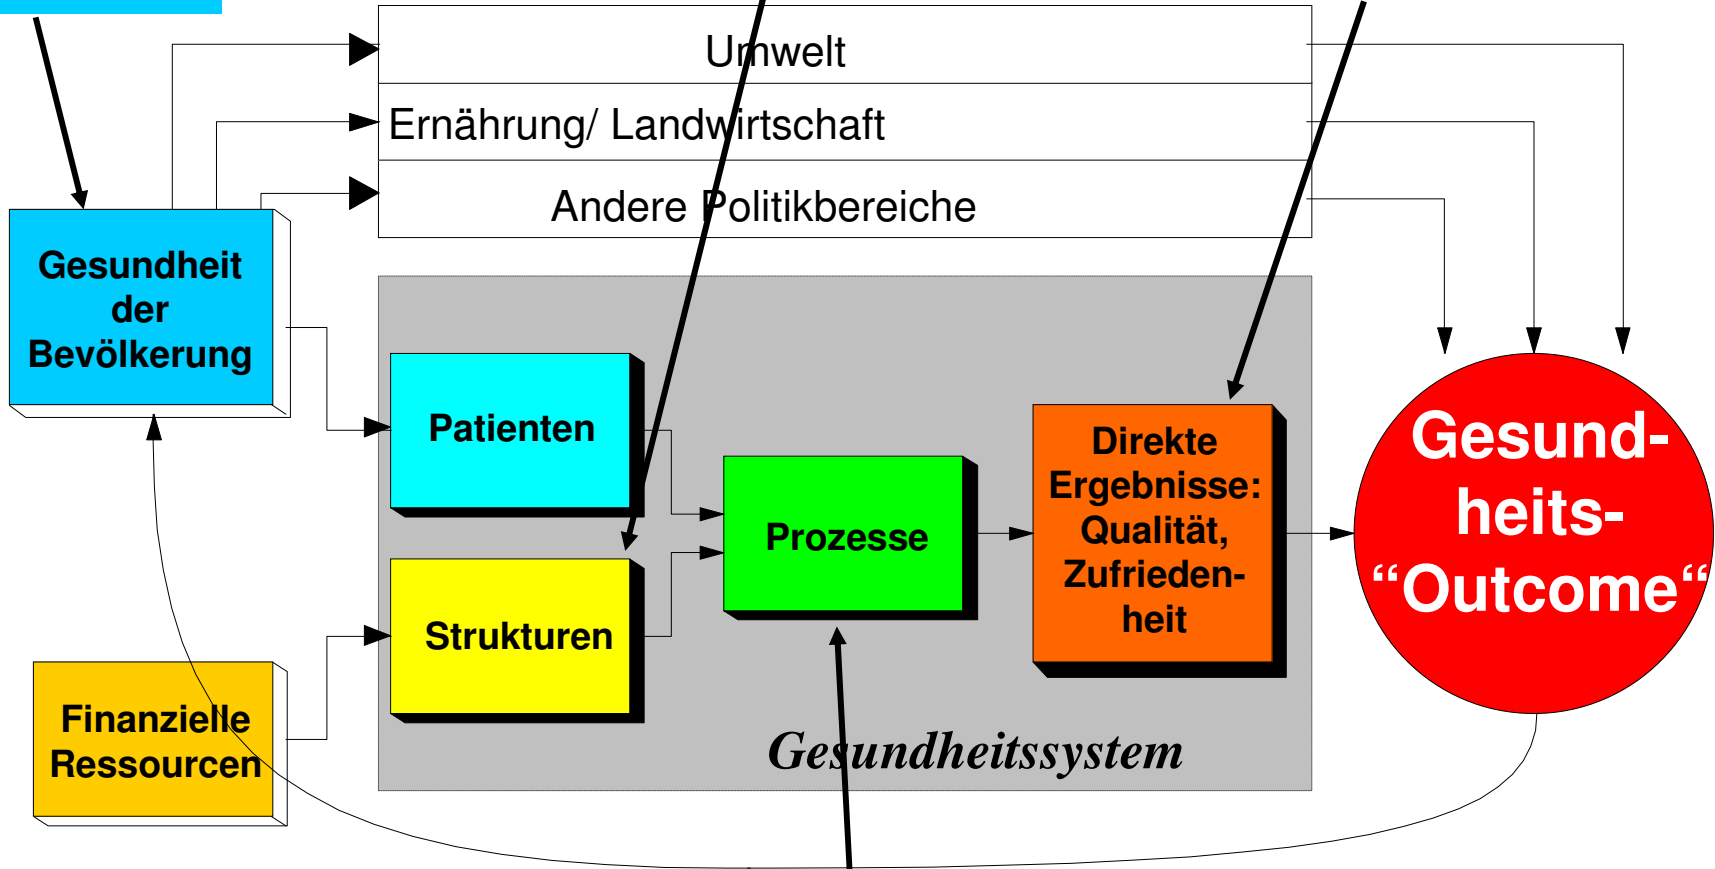 Umwelt
Ernährung/ Landwirtschaft
Andere Politikbereiche
Gesundheit
der
Bevölkerung
Patienten
Strukturen
Finanzielle
Ressourcen
Prozesse
Direkte
Ergebnisse:
Qualität,
Zufrieden-
heit
Gesundheitssystem
Gesund-
heits-
“Outcome“